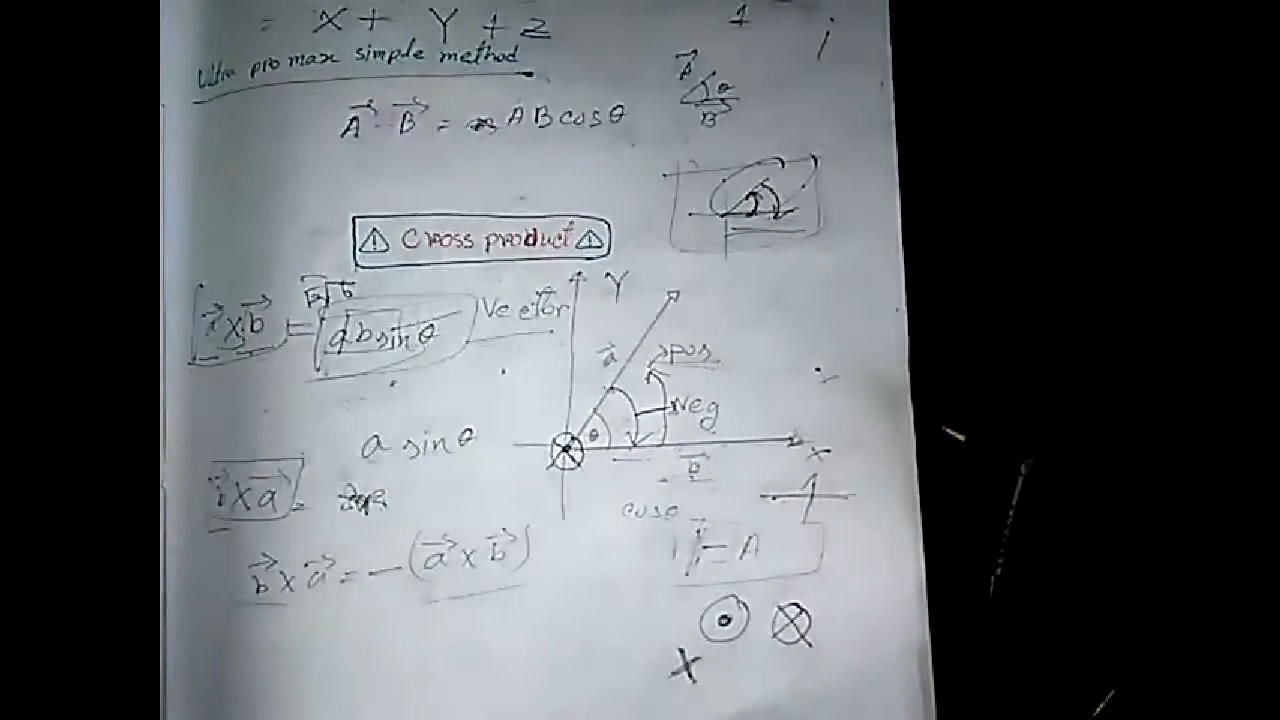 = X + Y + Z
Ultra pro max simple method
A⃗ · B⃗ = AB cos θ
A⃗
θ
B⃗
⚠ Cross product ⚠
a⃗ x b⃗ = ab sin θ
Vector
Y
a⃗
pos
Neg
θ
x
b⃗
a sin θ
cos θ
b⃗ x a⃗ =
b⃗ x a⃗ = - (a⃗ x b⃗)
= A
x